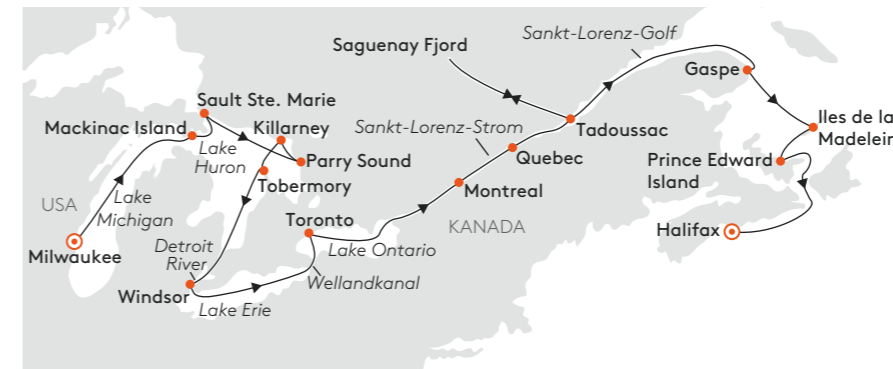 Sankt-Lorenz-Golf
Saguenay Fjord
Gaspe
Sault Ste. Marie
Mackinac Island
Killarney
Iles de la
Madelein
Sankt-Lorenz-Strom
Tadoussac
Lake
Huron
Parry Sound
Quebec
Prince Edward
Island
Tobermory
Montreal
USA
Lake
Michigan
Toronto
KANADA
Halifax
Milwaukee
Detroit
River
Lake Ontario
Wellandkanal
Windsor
Lake Erie